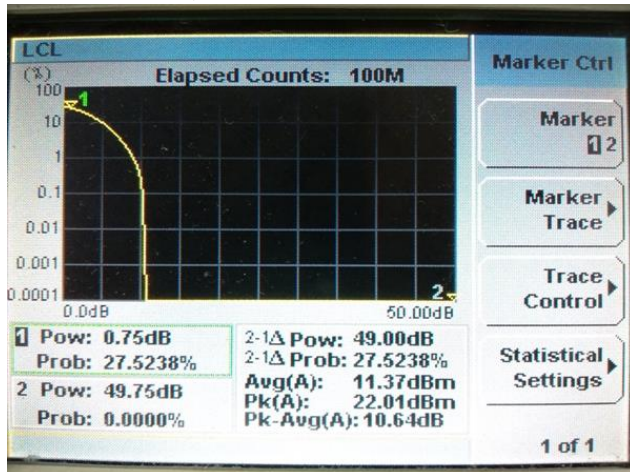 LCL
(%)
Elapsed Counts: 100M
100
1
10
1
0.1
0.01
0.001
0.0001
2
0.0dB
50.00dB
1 Pow: 0.75dB
Prob: 27.5238%
2 Pow: 49.75dB
Prob: 0.0000%
2-1Δ Pow: 49.00dB
2-1Δ Prob: 27.5238%
Avg(A): 11.37dBm
Pk(A): 22.01dBm
Pk-Avg(A): 10.64dB
Marker Ctrl
Marker
1 2
Marker
Trace
Trace
Control
Statistical
Settings
1 of 1